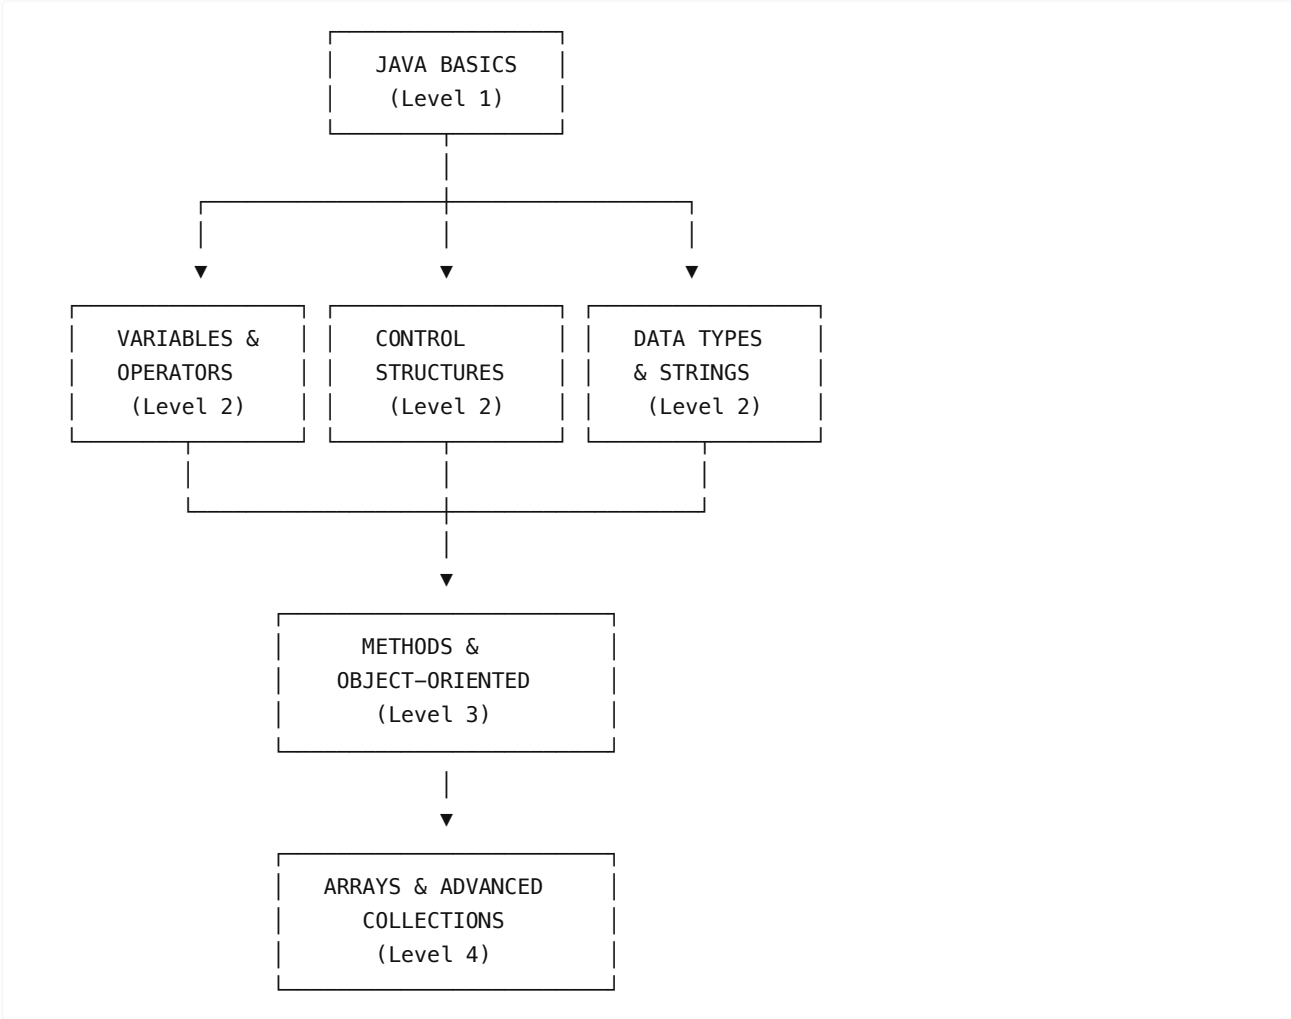 JAVA BASICS
(Level 1)
VARIABLES &
OPERATORS
(Level 2)
CONTROL
STRUCTURES
(Level 2)
DATA TYPES
& STRINGS
(Level 2)
METHODS &
OBJECT-ORIENTED
(Level 3)
ARRAYS & ADVANCED
COLLECTIONS
(Level 4)